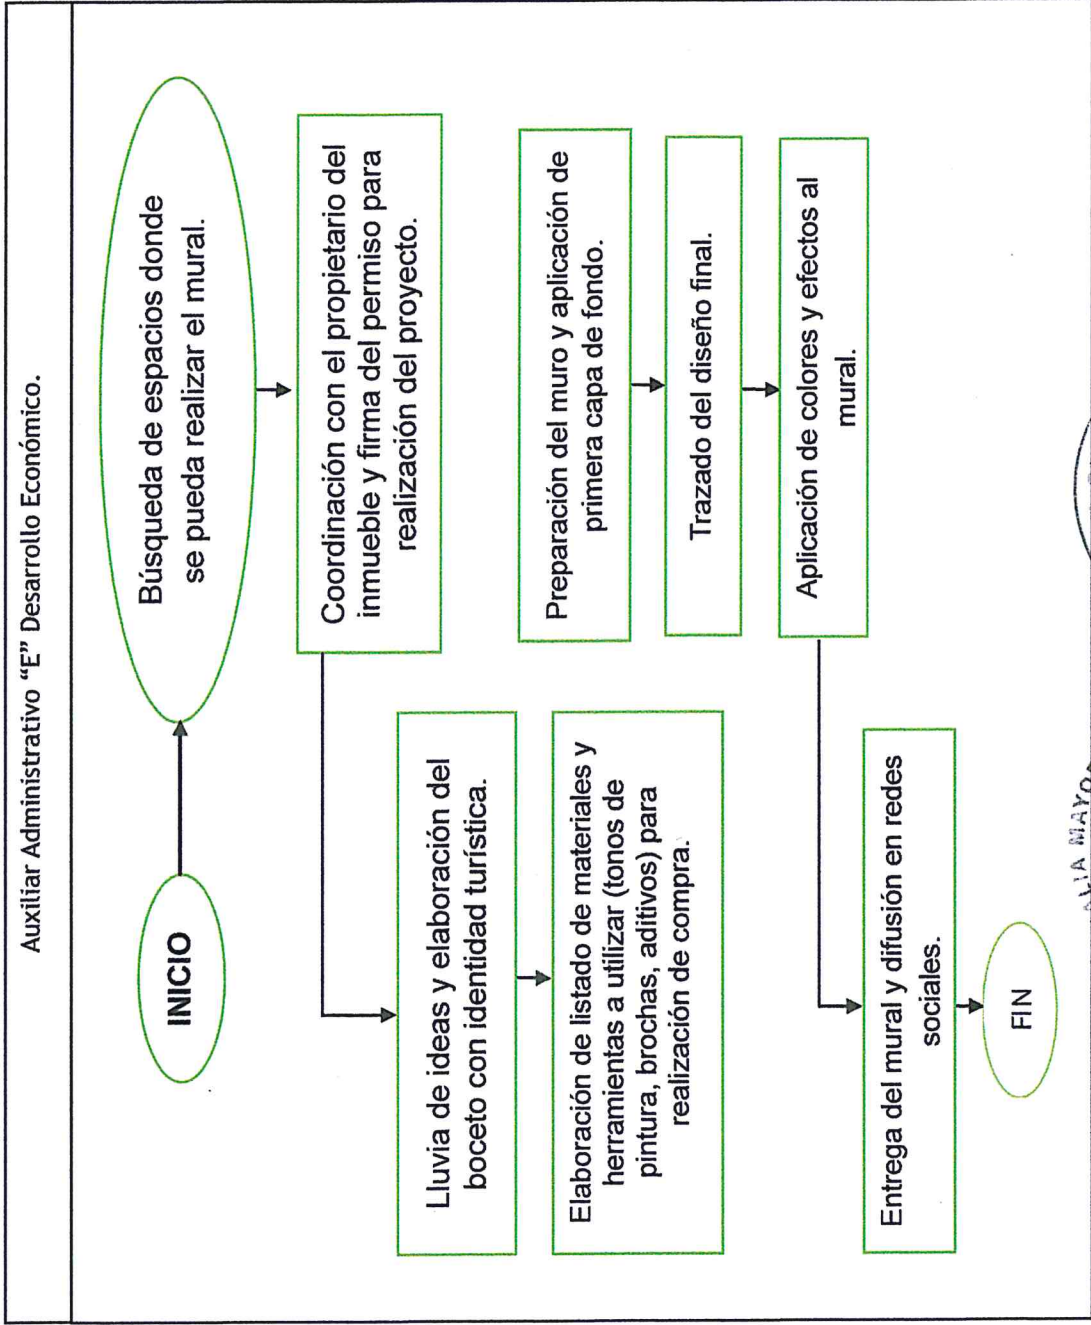 Auxiliar Administrativo “E” Desarrollo Económico.
INICIO
Búsqueda de espacios donde
se pueda realizar el mural.
Coordinación con el propietario del
inmueble y firma del permiso para
realización del proyecto.
Lluvia de ideas y elaboración del
boceto con identidad turística.
Elaboración de listado de materiales y
herramientas a utilizar (tonos de
pintura, brochas, aditivos) para
realización de compra.
Preparación del muro y aplicación de
primera capa de fondo.
Trazado del diseño final.
Aplicación de colores y efectos al
mural.
Entrega del mural y difusión en redes
sociales.
FIN